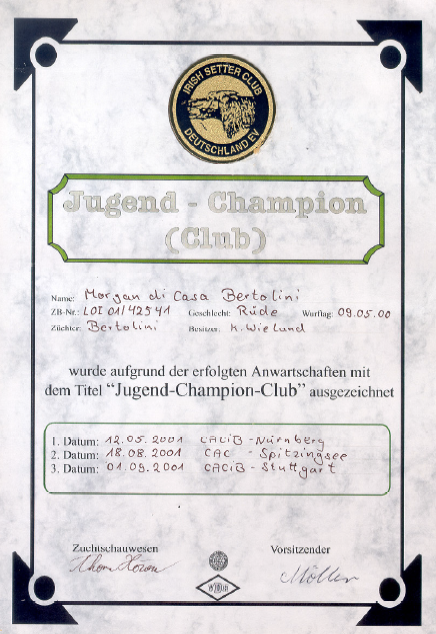 IRISH SETTER CLUB
DEUTSCHLAND EV
Jugend - Champion
(Club)
Name: Morgan di Casa Bertolini
ZB-Nr.: LOI 01/42541 Geschlecht: Rüde Wurftag: 09.05.00
Züchter: Bertolini Besitzer: K. Wieland
wurde aufgrund der erfolgten Anwartschaften mit
dem Titel “Jugend-Champion-Club” ausgezeichnet
1. Datum: 12.05.2001 CACiB - Nürnberg
2. Datum: 18.08.2001 CAC - Spitzingsee
3. Datum: 01.09.2001 CACiB - Stuttgart
Zuchtschauwesen Vorsitzender
Möller